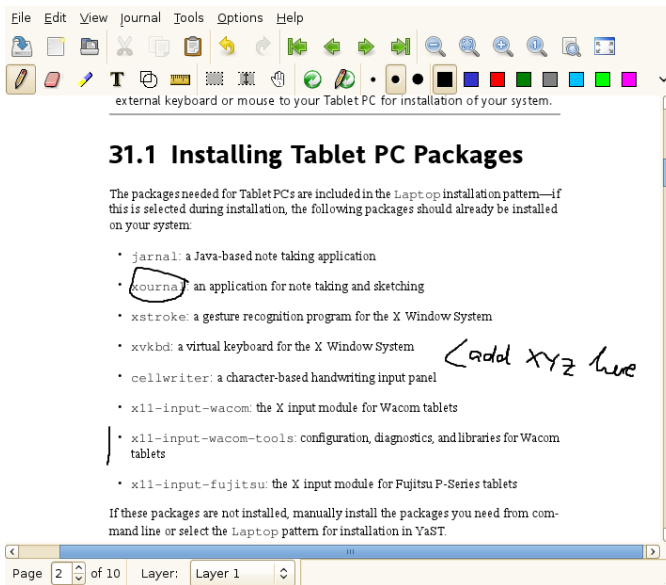 File Edit View Journal Tools Options Help
external keyboard or mouse to your Tablet PC for installation of your system.
31.1 Installing Tablet PC Packages
The packages needed for Tablet PCs are included in the Laptop installation pattern—if
this is selected during installation, the following packages should already be installed
on your system:
• jarnal: a Java-based note taking application
• xournal: an application for note taking and sketching
• xstroke: a gesture recognition program for the X Window System
• xvkbd: a virtual keyboard for the X Window System
<add XYZ here
• cellwriter: a character-based handwriting input panel
• x11-input-wacom: the X input module for Wacom tablets
• x11-input-wacom-tools: configuration, diagnostics, and libraries for Wacom
tablets
• x11-input-fujitsu: the X input module for Fujitsu P-Series tablets
If these packages are not installed, manually install the packages you need from com-
mand line or select the Laptop pattern for installation in YaST.
Page 2 of 10 Layer: Layer 1